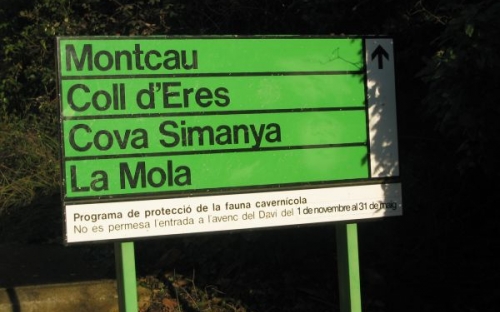 Montcau
Coll d'Eres
Cova Simanya
La Mola
Programa de protecció de la fauna cavernícola
No es permesa l'entrada a l'avenc del Daví del 1 de novembre al 31 de maig